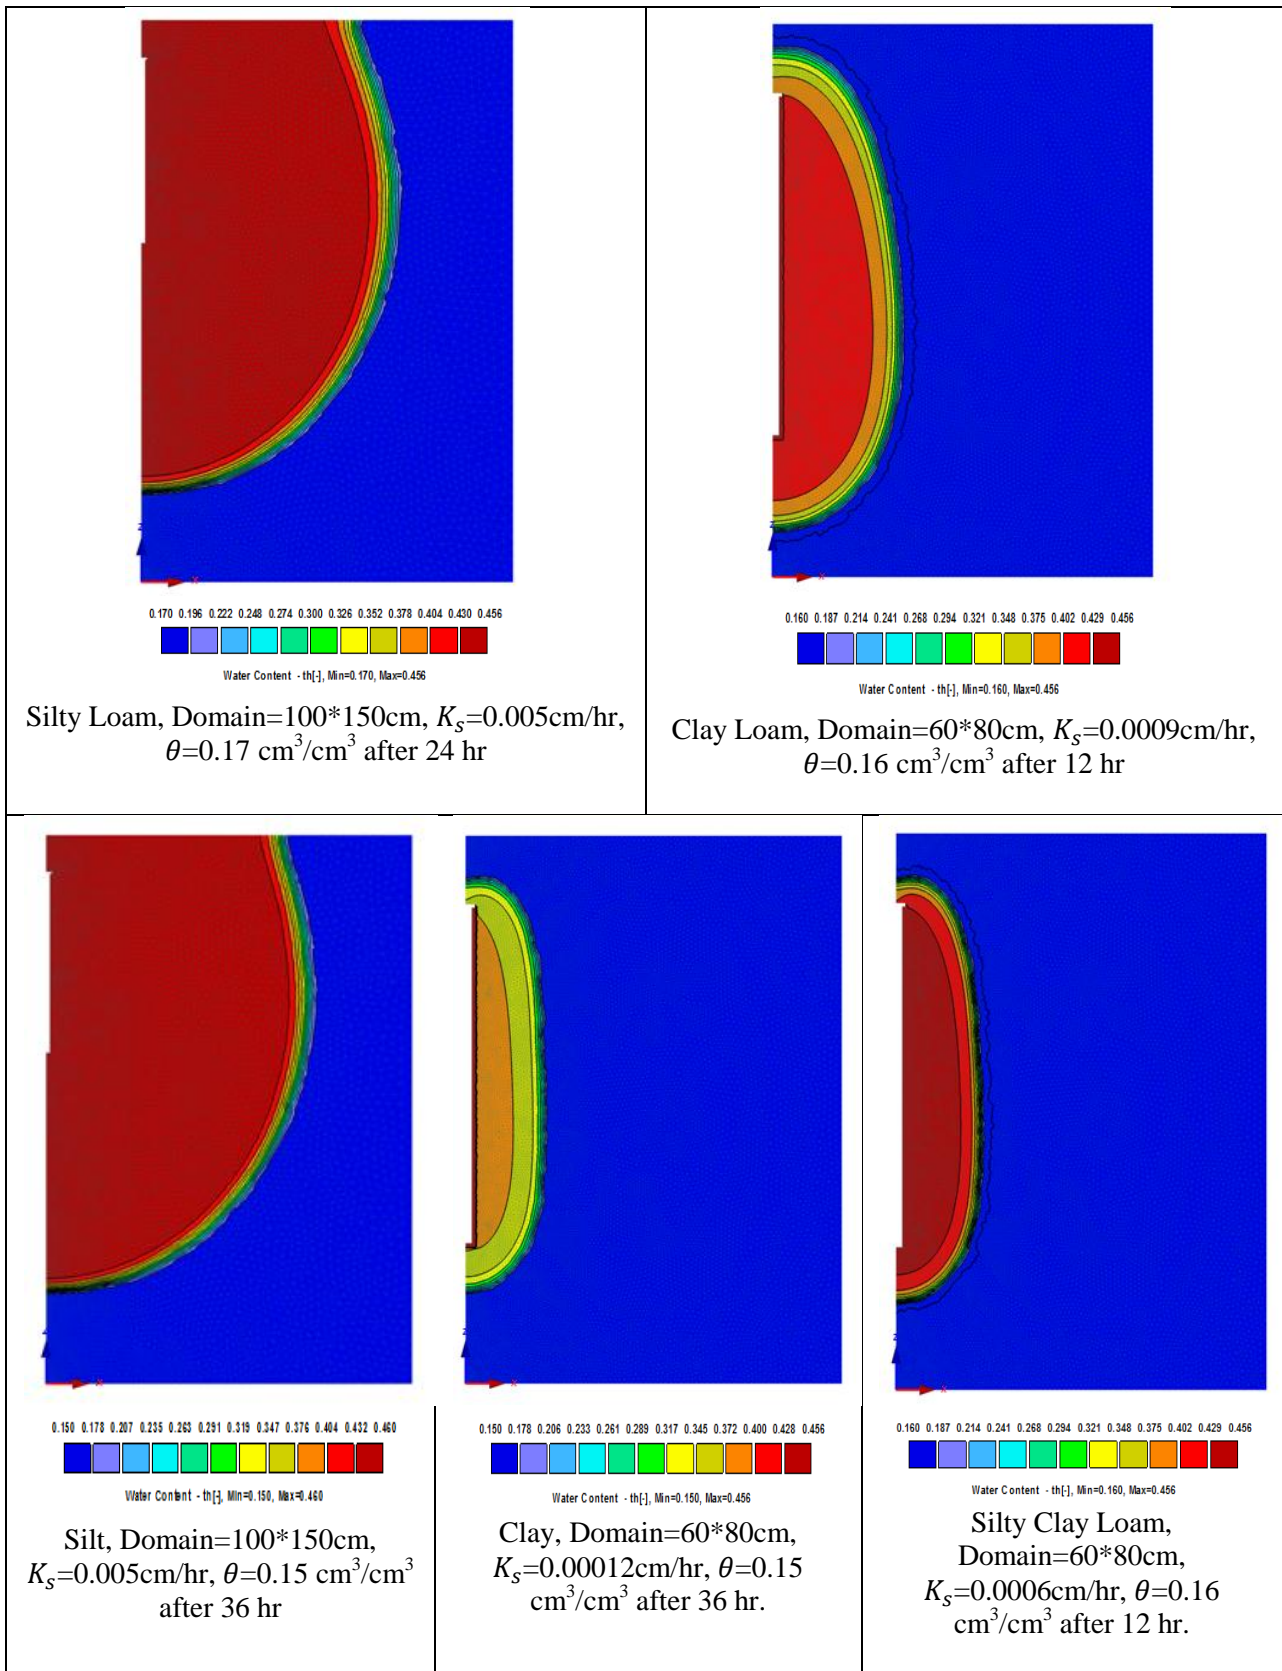 z
x
0.170 0.196 0.222 0.248 0.274 0.300 0.326 0.352 0.378 0.404 0.430 0.456
Water Content - th[-], Min=0.170, Max=0.456
Silty Loam, Domain=100*150cm, Kₛ=0.005cm/hr,
θ=0.17 cm³/cm³ after 24 hr
z
x
0.160 0.187 0.214 0.241 0.268 0.294 0.321 0.348 0.375 0.402 0.429 0.456
Water Content - th[-], Min=0.160, Max=0.456
Clay Loam, Domain=60*80cm, Kₛ=0.0009cm/hr,
θ=0.16 cm³/cm³ after 12 hr
x
0.150 0.178 0.207 0.235 0.263 0.291 0.319 0.347 0.376 0.404 0.432 0.460
Water Content - th[-], Min=0.150, Max=0.460
Silt, Domain=100*150cm,
Kₛ=0.005cm/hr, θ=0.15 cm³/cm³
after 36 hr
z
x
0.150 0.178 0.206 0.233 0.261 0.289 0.317 0.345 0.372 0.400 0.428 0.456
Water Content - th[-], Min=0.150, Max=0.456
Clay, Domain=60*80cm,
Kₛ=0.00012cm/hr, θ=0.15
cm³/cm³ after 36 hr.
z
x
0.160 0.187 0.214 0.241 0.268 0.294 0.321 0.348 0.375 0.402 0.429 0.456
Water Content - th[-], Min=0.160, Max=0.456
Silty Clay Loam,
Domain=60*80cm,
Kₛ=0.0006cm/hr, θ=0.16
cm³/cm³ after 12 hr.